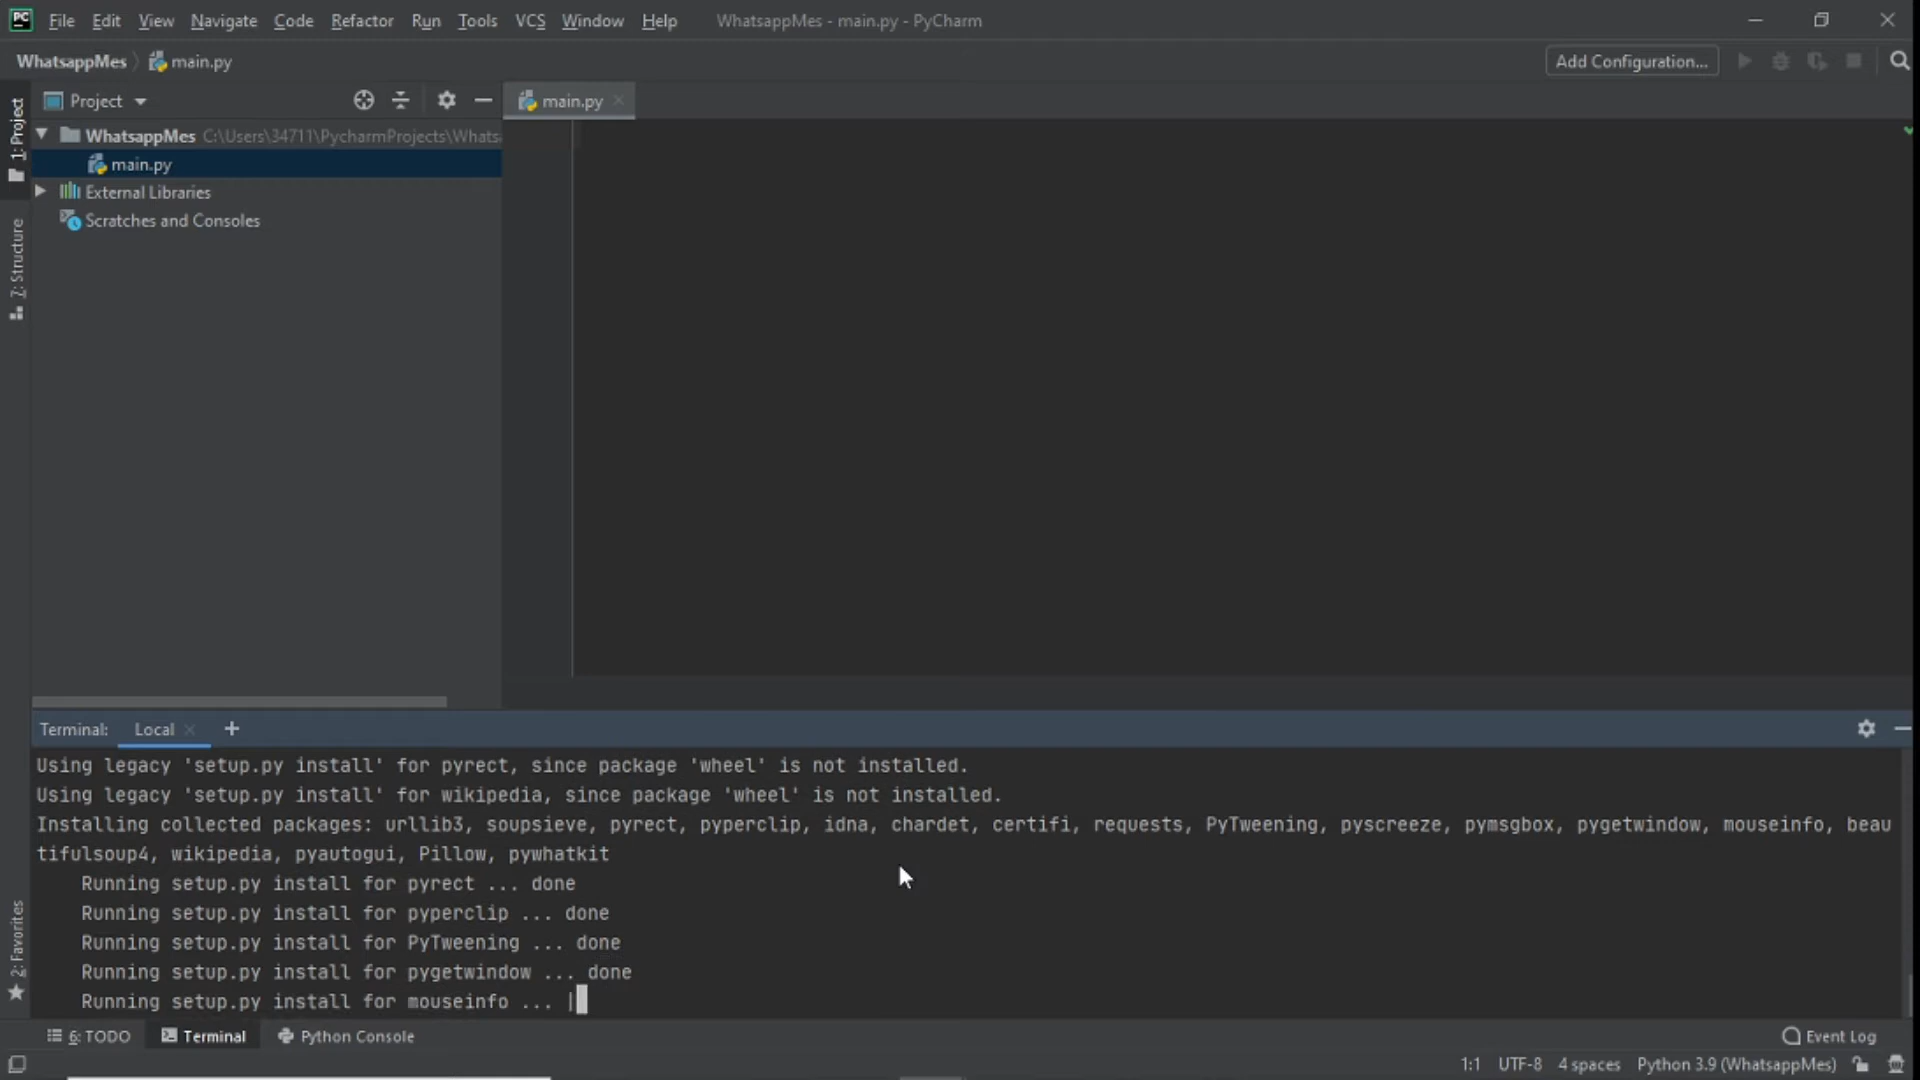 PC File Edit View Navigate Code Refactor Run Tools VCS Window Help WhatsappMes - main.py - PyCharm
WhatsappMes main.py Add Configuration...
Project main.py
1: Project
WhatsappMes C:\Users\34711\PycharmProjects\Whats
main.py
External Libraries
Scratches and Consoles
7: Structure
Terminal: Local +
Using legacy 'setup.py install' for pyrect, since package 'wheel' is not installed.
Using legacy 'setup.py install' for wikipedia, since package 'wheel' is not installed.
Installing collected packages: urllib3, soupsieve, pyrect, pyperclip, idna, chardet, certifi, requests, PyTweening, pyscreeze, pymsgbox, pygetwindow, mouseinfo, beau
tifulsoup4, wikipedia, pyautogui, Pillow, pywhatkit
Running setup.py install for pyrect ... done
Running setup.py install for pyperclip ... done
Running setup.py install for PyTweening ... done
Running setup.py install for pygetwindow ... done
Running setup.py install for mouseinfo ... |
2: Favorites
6: TODO Terminal Python Console Event Log
1:1 UTF-8 4 spaces Python 3.9 (WhatsappMes)